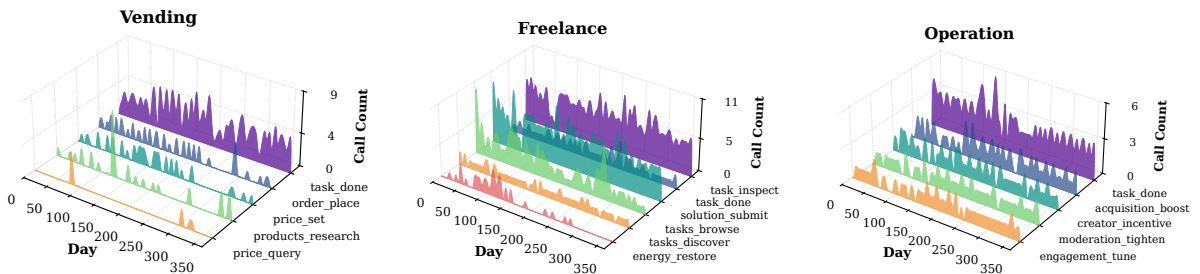 Vending
9
4
0
Call Count
task_done
order_place
price_set
products_research
price_query
0
50
100
150
200
250
300
350
Day
Freelance
11
5
0
Call Count
task_inspect
task_done
solution_submit
tasks_browse
tasks_discover
energy_restore
0
50
100
150
200
250
300
350
Day
Operation
6
3
0
Call Count
task_done
acquisition_boost
creator_incentive
moderation_tighten
engagement_tune
0
50
100
150
200
250
300
350
Day